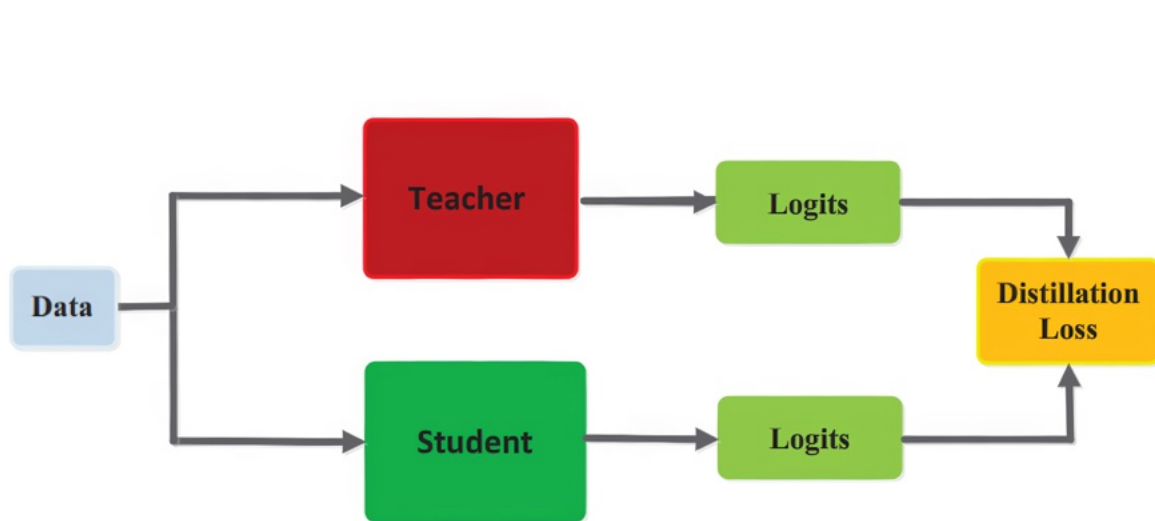 Teacher
Logits
Data
Distillation
Loss
Student
Logits